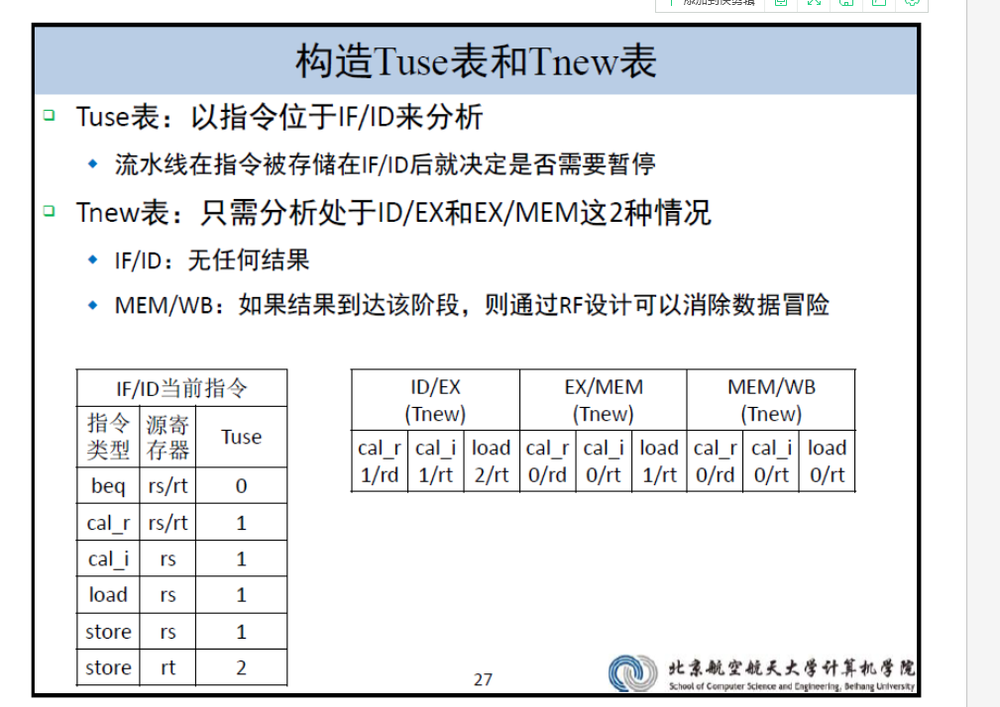 添加到快剪辑
构造Tuse表和Tnew表
Tuse表：以指令位于IF/ID来分析
流水线在指令被存储在IF/ID后就决定是否需要暂停
Tnew表：只需分析处于ID/EX和EX/MEM这2种情况
IF/ID：无任何结果
MEM/WB：如果结果到达该阶段，则通过RF设计可以消除数据冒险
IF/ID当前指令
指令类型 源寄存器 Tuse
beq rs/rt 0
cal_r rs/rt 1
cal_i rs 1
load rs 1
store rs 1
store rt 2
ID/EX (Tnew) EX/MEM (Tnew) MEM/WB (Tnew)
cal_r cal_i load cal_r cal_i load cal_r cal_i load
1/rd 1/rt 2/rt 0/rd 0/rt 1/rt 0/rd 0/rt 0/rt
27
北京航空航天大学计算机学院
School of Computer Science and Engineering, Beihang University